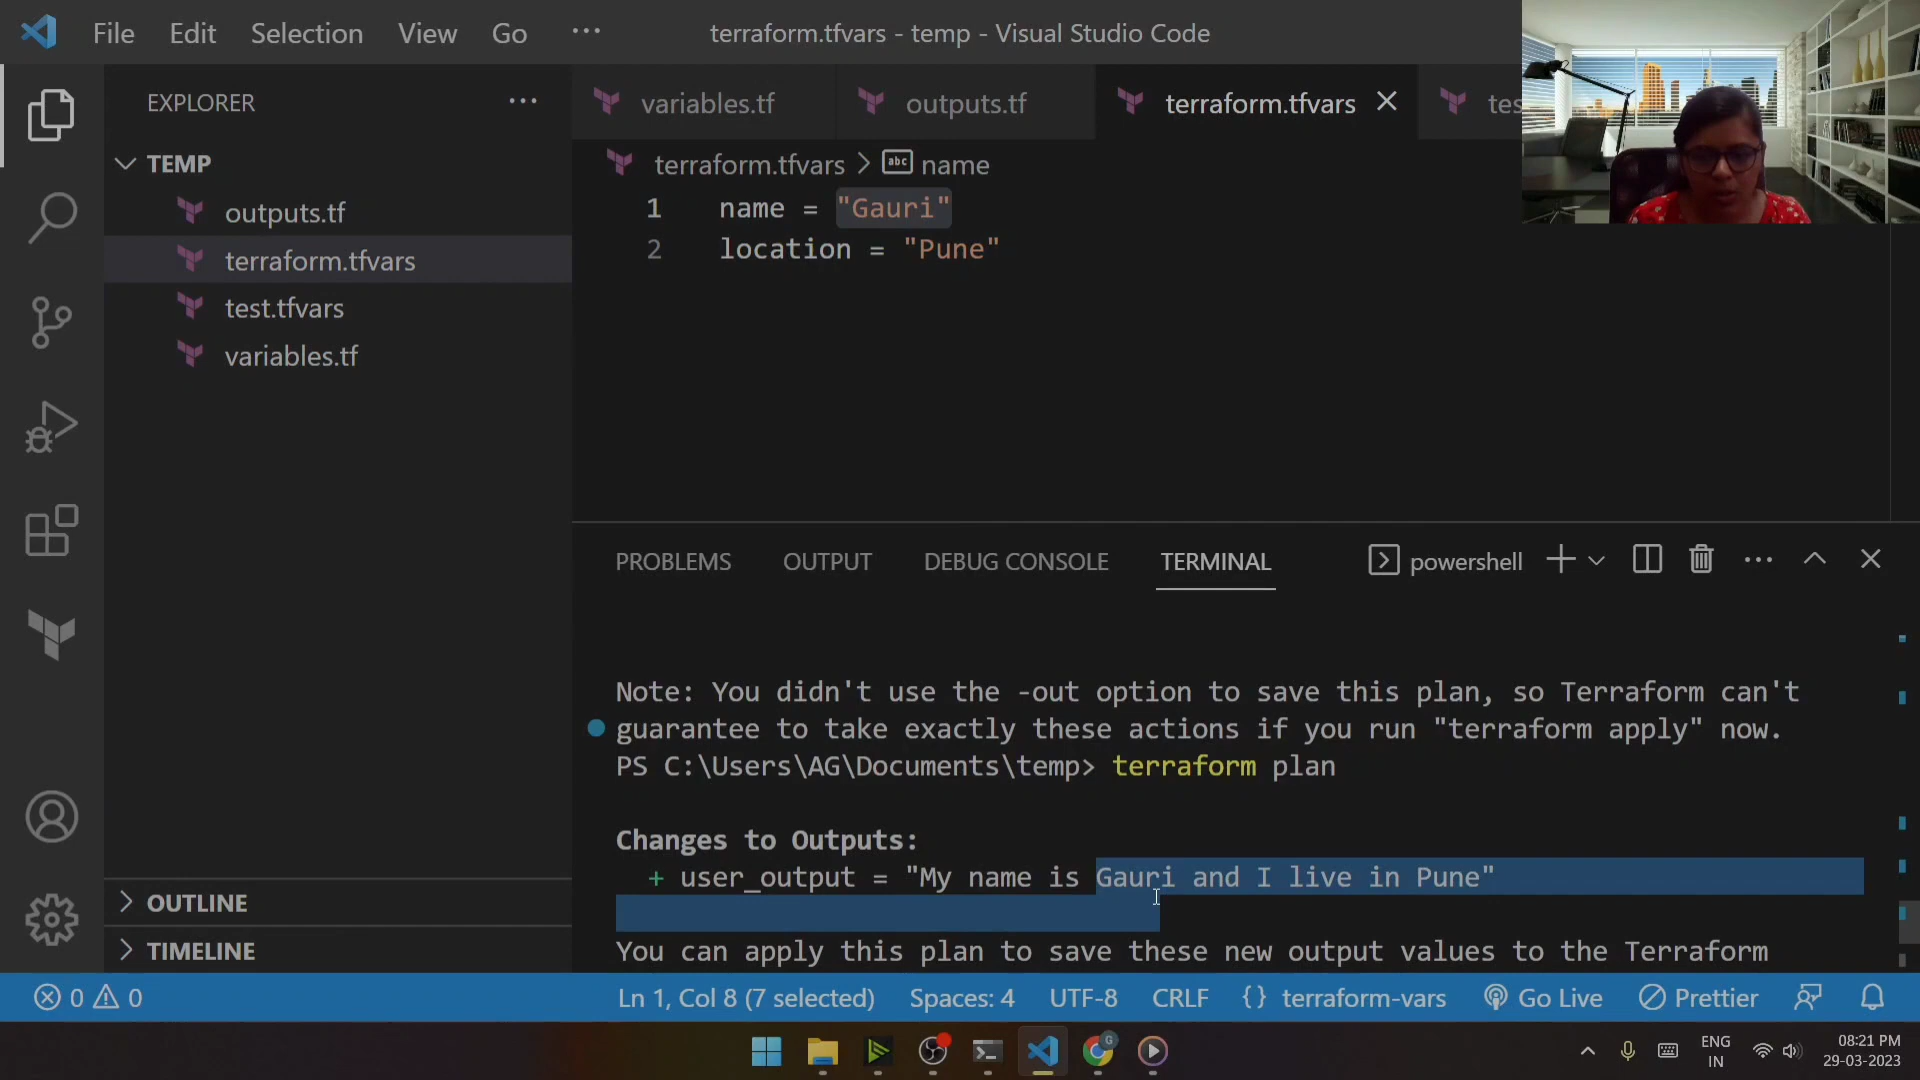 File Edit Selection View Go ··· terraform.tfvars - temp - Visual Studio Code
EXPLORER ···
TEMP
outputs.tf
terraform.tfvars
test.tfvars
variables.tf
OUTLINE
TIMELINE
variables.tf outputs.tf terraform.tfvars tes
terraform.tfvars > abc name
1 name = "Gauri"
2 location = "Pune"
PROBLEMS OUTPUT DEBUG CONSOLE TERMINAL powershell
Note: You didn't use the -out option to save this plan, so Terraform can't
guarantee to take exactly these actions if you run "terraform apply" now.
PS C:\Users\AG\Documents\temp> terraform plan
Changes to Outputs:
+ user_output = "My name is Gauri and I live in Pune"
You can apply this plan to save these new output values to the Terraform
0 0 Ln 1, Col 8 (7 selected) Spaces: 4 UTF-8 CRLF {} terraform-vars Go Live Prettier
G
ENG
IN
08:21 PM
29-03-2023